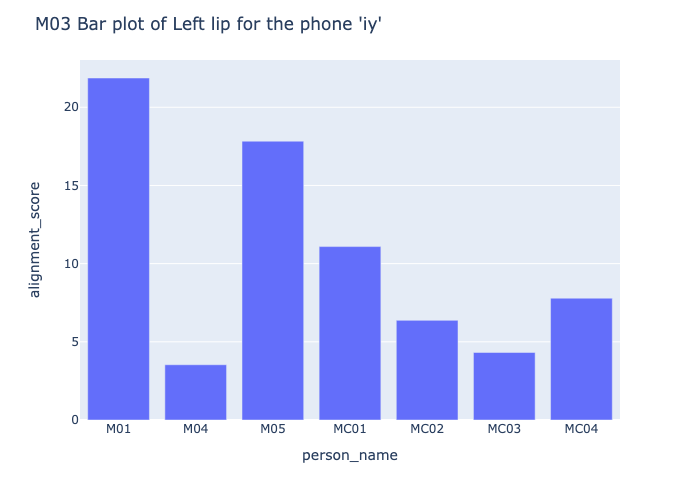 M03 Bar plot of Left lip for the phone 'iy'
alignment_score
20
15
10
5
0
M01 M04 M05 MC01 MC02 MC03 MC04
person_name